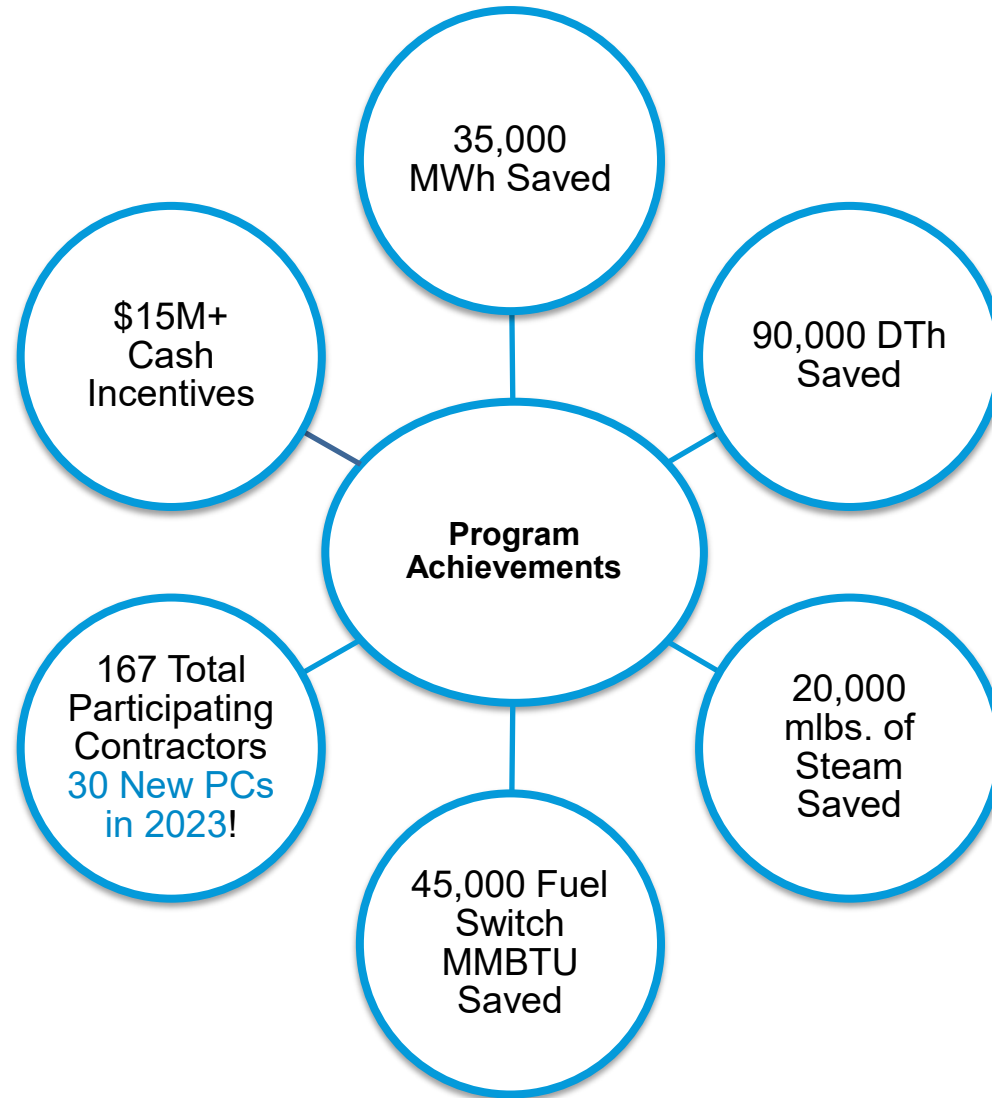 35,000
MWh Saved
$15M+
Cash
Incentives
90,000 DTh
Saved
Program
Achievements
167 Total
Participating
Contractors
30 New PCs
in 2023!
20,000
mlbs. of
Steam
Saved
45,000 Fuel
Switch
MMBTU
Saved